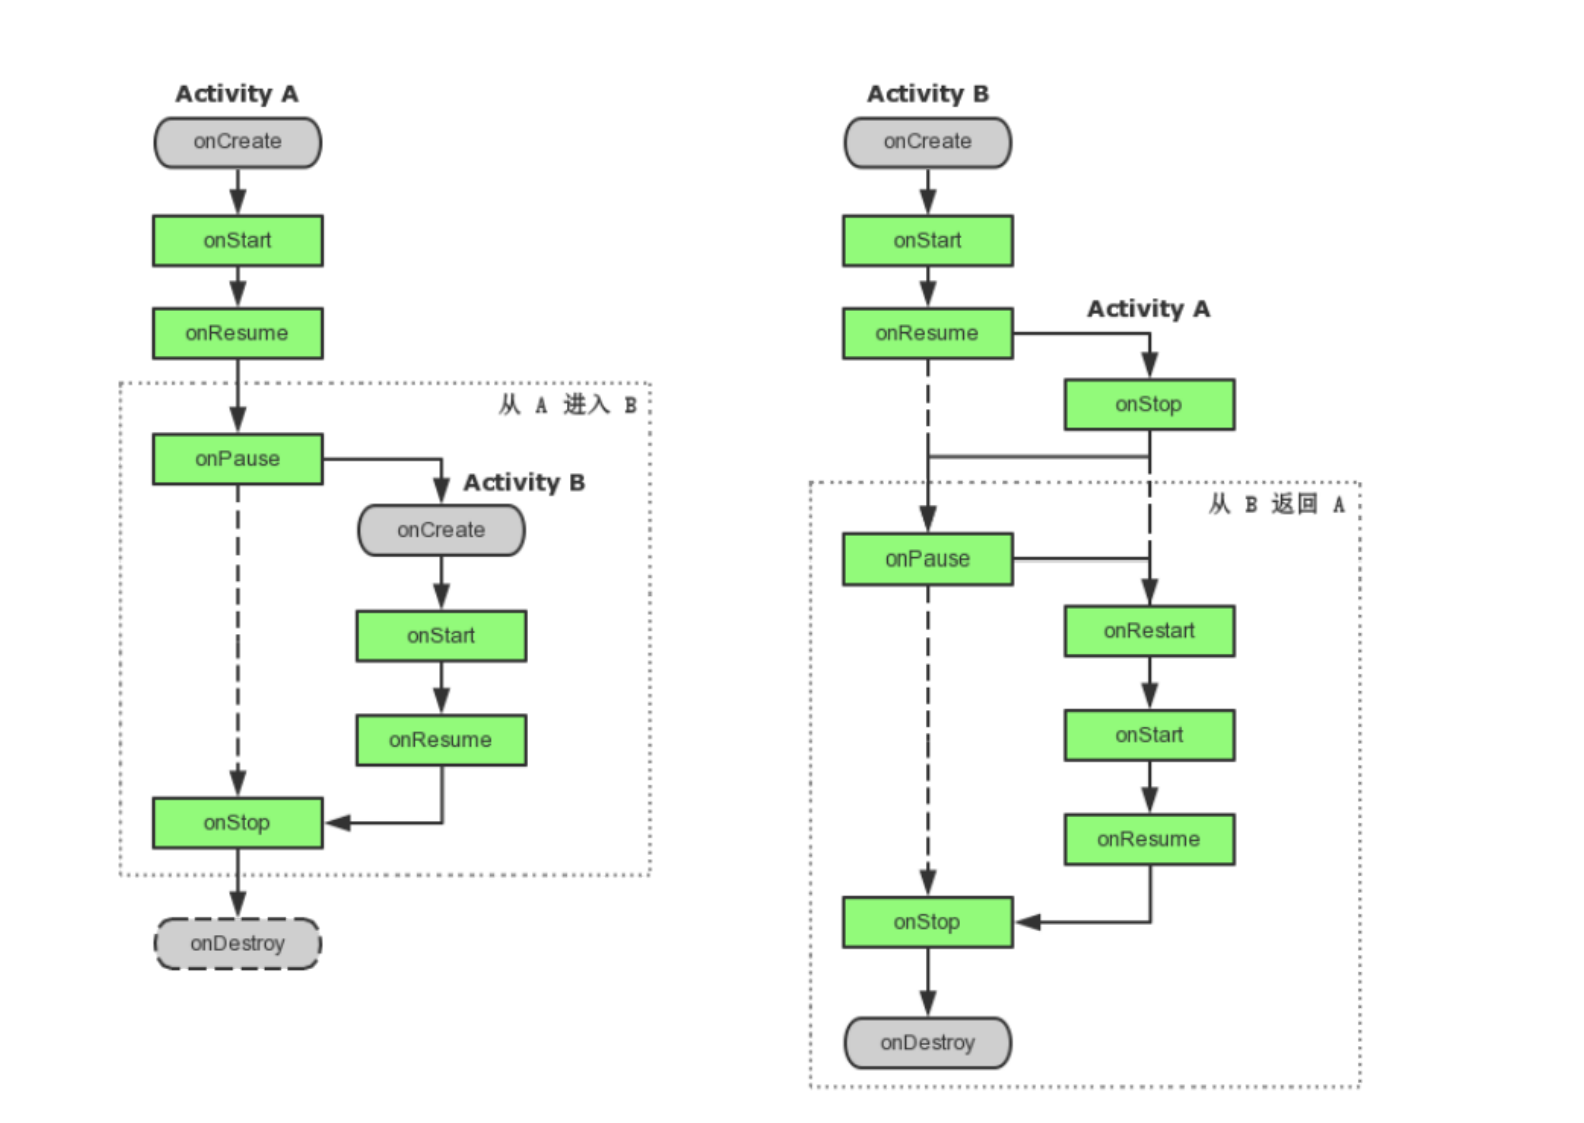 Activity A
onCreate
onStart
onResume
从 A 进入 B
onPause
Activity B
onCreate
onStart
onResume
onStop
onDestroy
Activity B
onCreate
onStart
onResume
Activity A
onStop
从 B 返回 A
onPause
onRestart
onStart
onResume
onStop
onDestroy